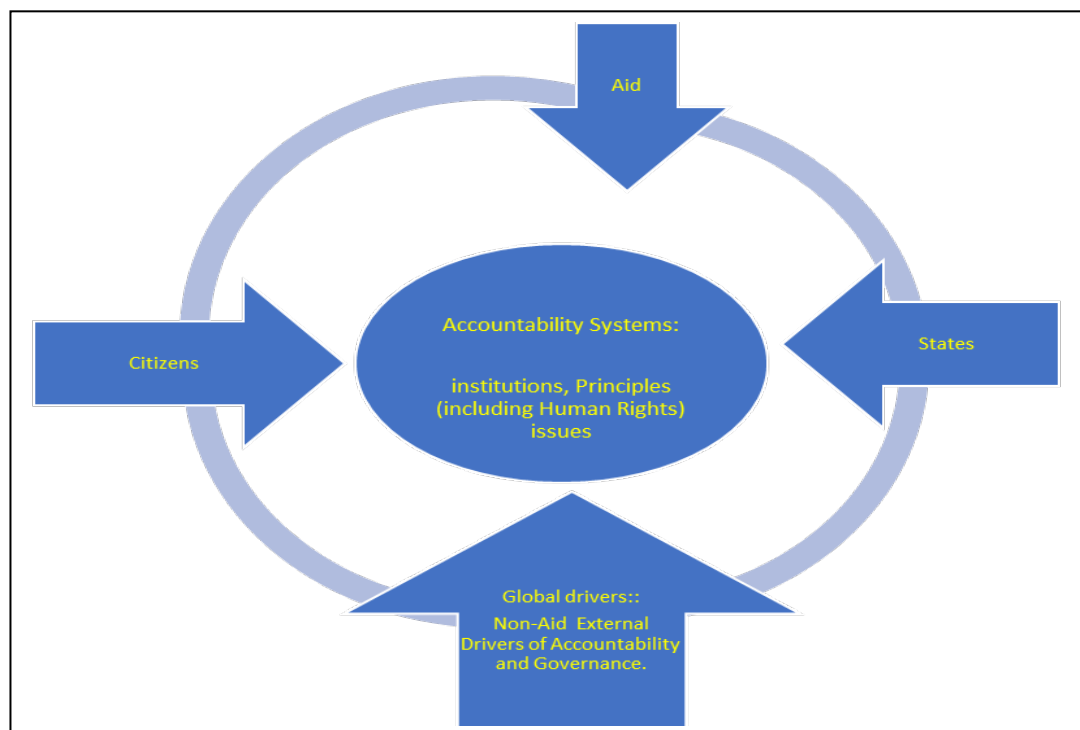 Aid
Citizens
Accountability Systems:
institutions, Principles
(including Human Rights)
issues
States
Global drivers::
Non-Aid External
Drivers of Accountability
and Governance.